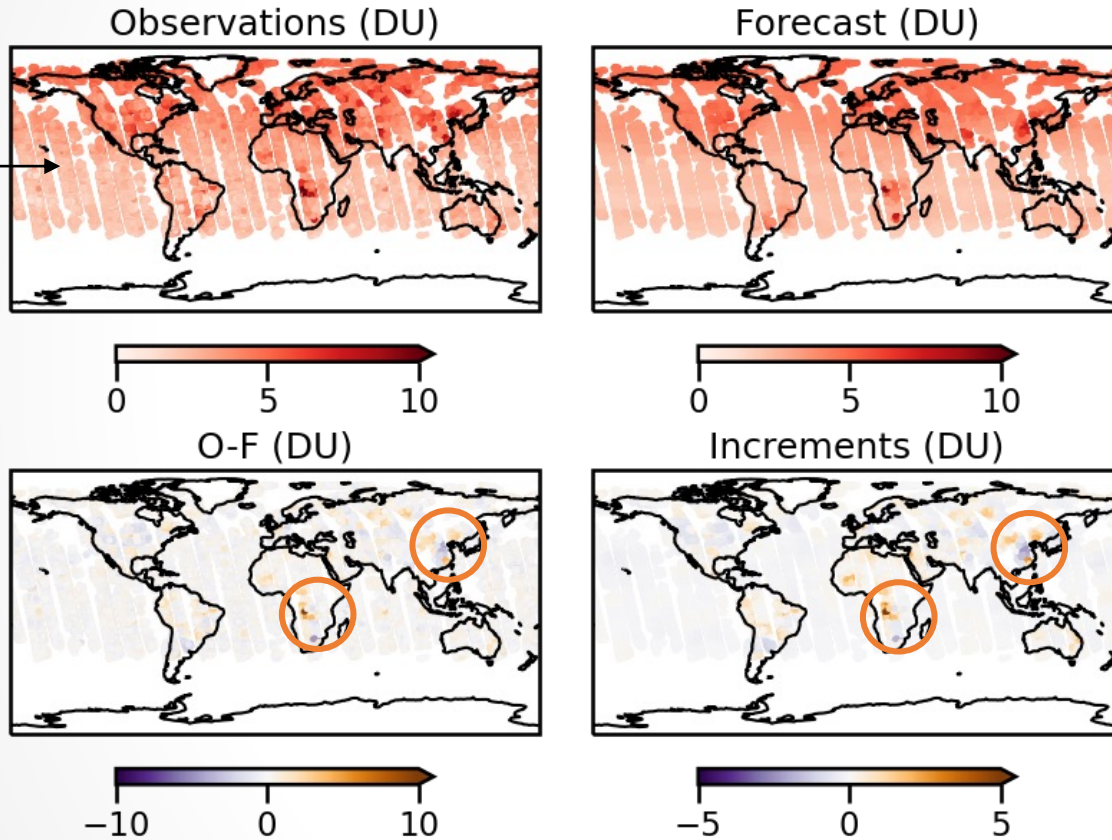 Observations (DU)
Forecast (DU)
0 5 10
0 5 10
O-F (DU)
Increments (DU)
−10 0 10
−5 0 5